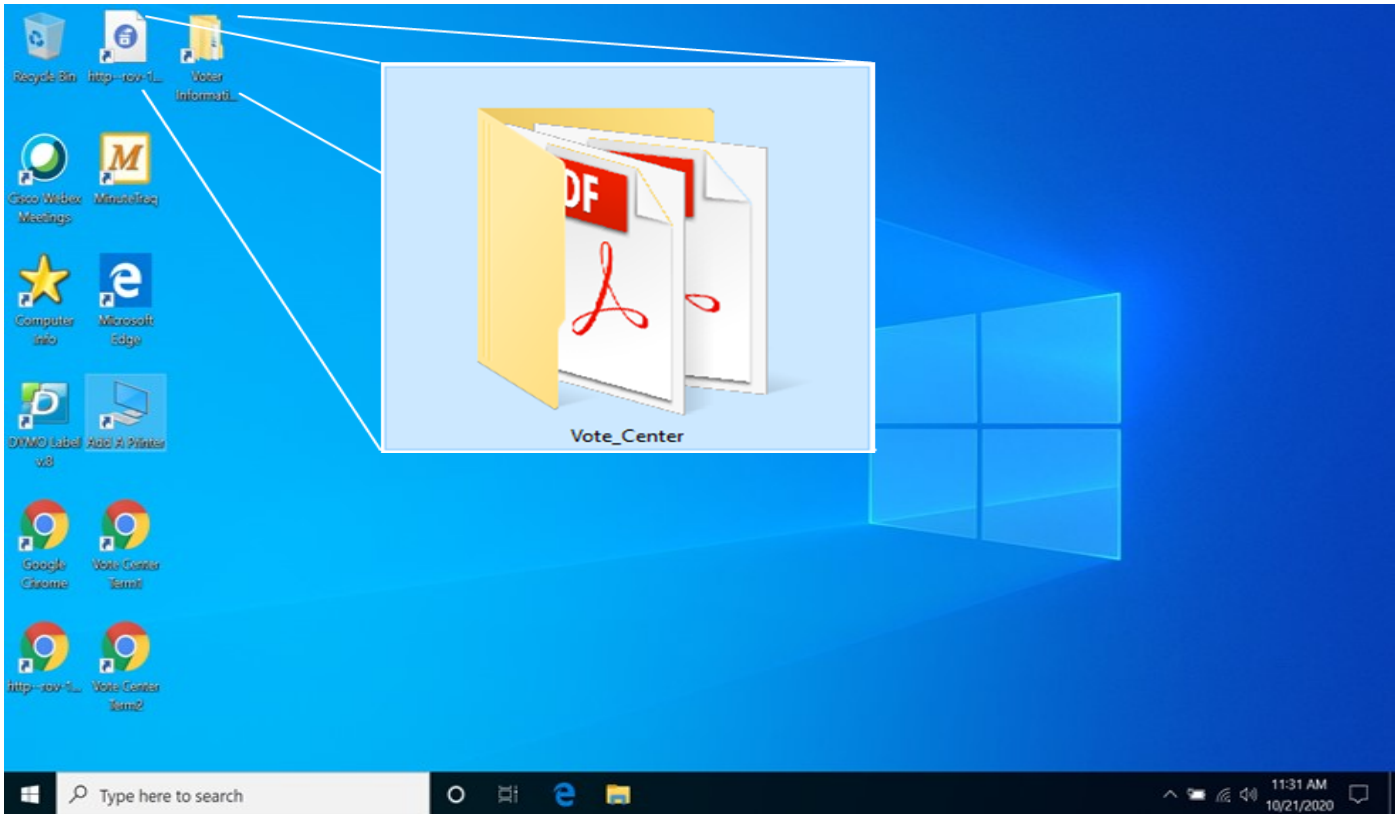 Recycle Bin
http--rov-1...
Voter
Informati...
Cisco Webex
Meetings
MinuteTraq
Computer
Info
Microsoft
Edge
DYMO Label
v.8
Add A Printer
Google
Chrome
Vote Center
Term1
http--rov-1...
Vote Center
Term2
DF
Vote_Center
Type here to search
11:31 AM
10/21/2020